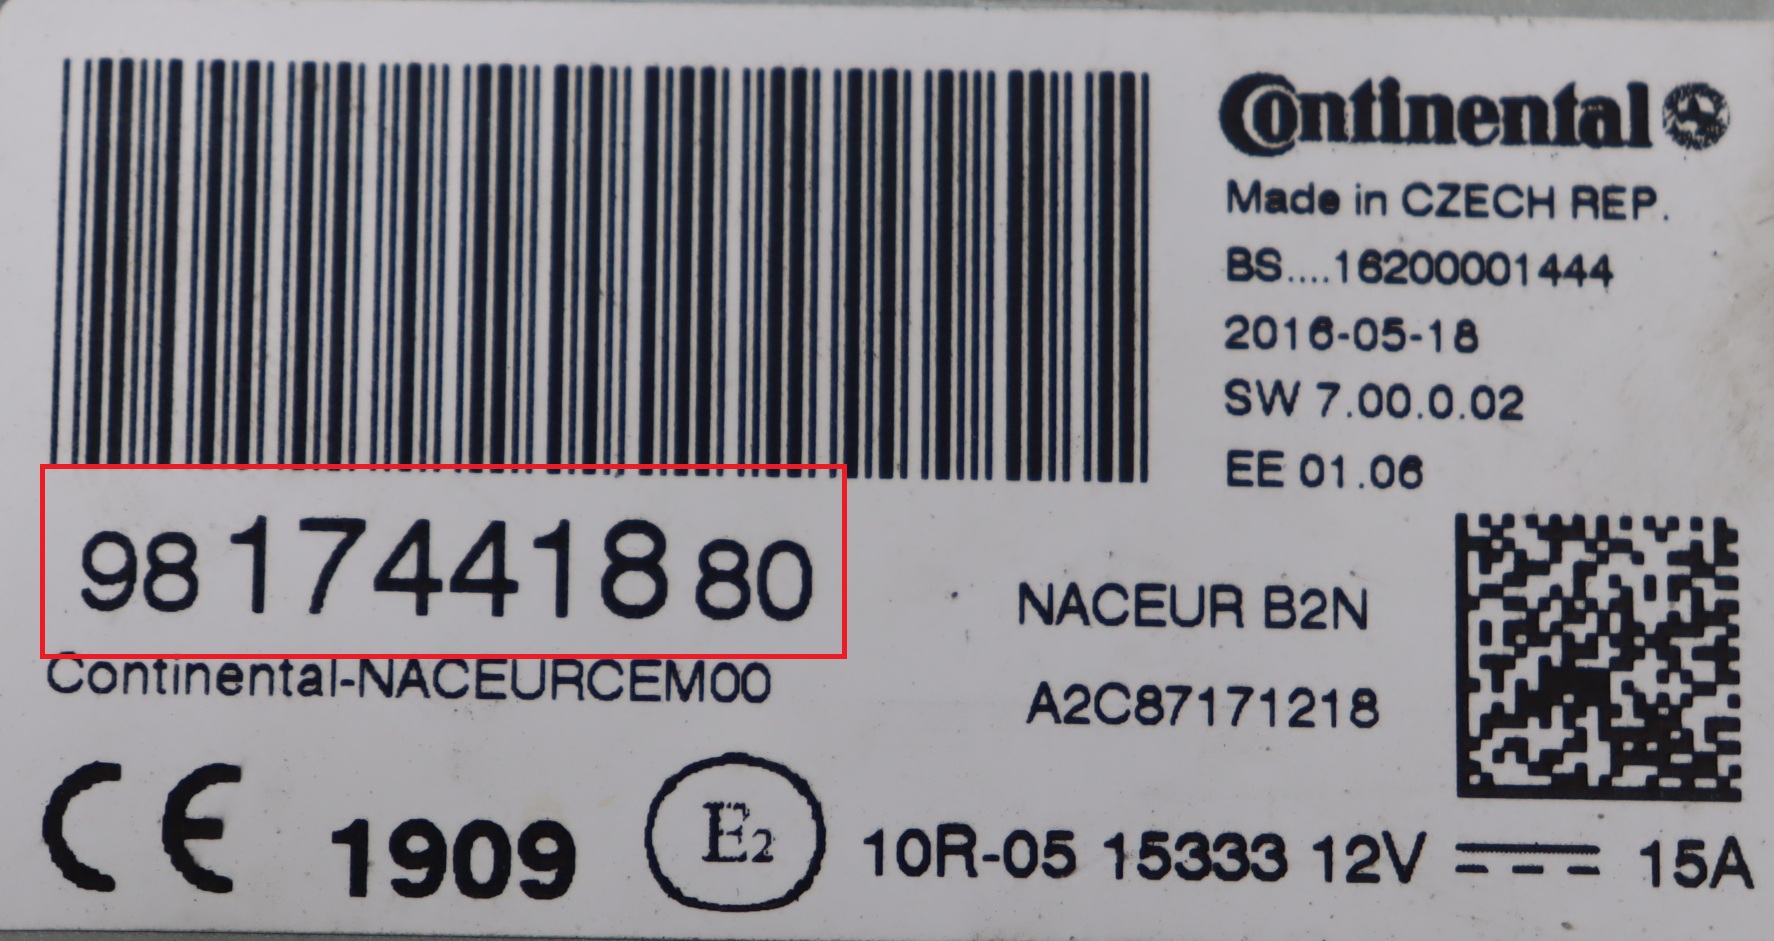 Continental
Made in CZECH REP.
BS....16200001444
2016-05-18
SW 7.00.0.02
EE 01.06
98 174418 80
Continental-NACEURCEM00
NACEUR B2N
A2C87171218
CE 1909 E2 10R-05 15333 12V 15A